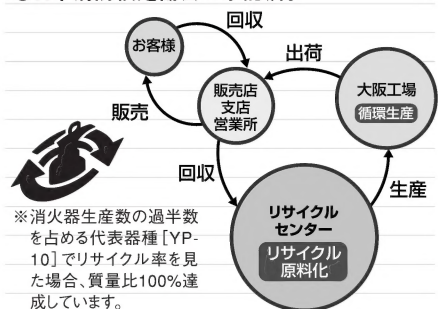 回収
お客様
出荷
販売店
支店
営業所
大阪工場
循環生産
販売
回収
生産
リサイクル
センター
リサイクル
原料化
※消火器生産数の過半数
を占める代表器種[YP-
10]でリサイクル率を見
た場合、質量比100%達
成しています。